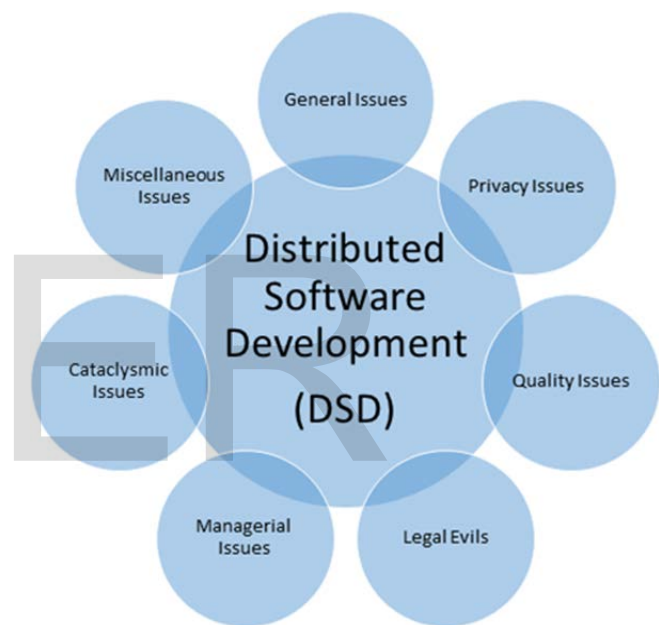 General Issues
Privacy Issues
Quality Issues
Legal Evils
Managerial
Issues
Cataclysmic
Issues
Miscellaneous
Issues
Distributed
Software
Development
(DSD)
ER